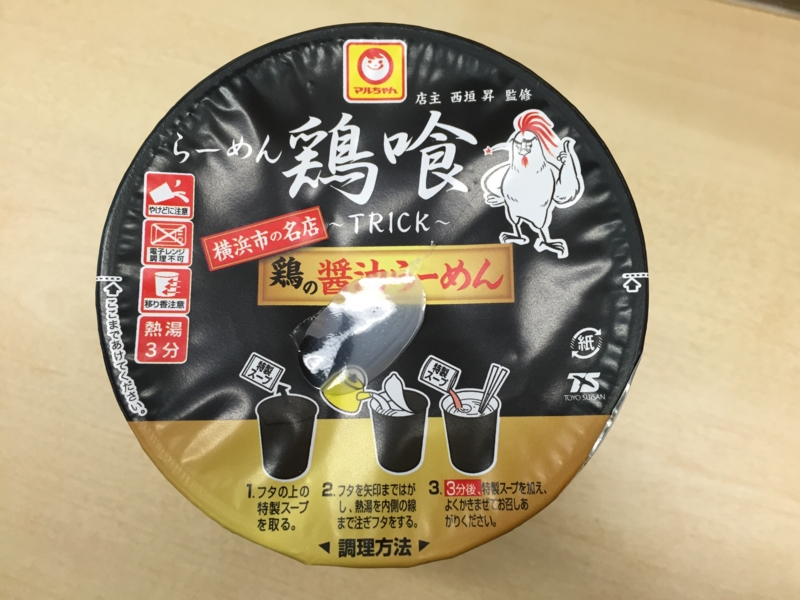 マルちゃん
店主 西垣 昇 監修
らーめん 鶏喰
~TRICK~
横浜市の名店
鶏の醤油らーめん
やけどに注意
電子レンジ
調理不可
移り香注意
熱湯
3分
ここまであけてください。
紙
TS
TOYO SUISAN
特製
スープ
特製
スープ
1.フタの上の
特製スープ
を取る。
2.フタを矢印まではが
し、熱湯を内側の線
まで注ぎフタをする。
3.3分後、特製スープを加え、
よくかきまぜてお召しあ
がりください。
◀調理方法▶